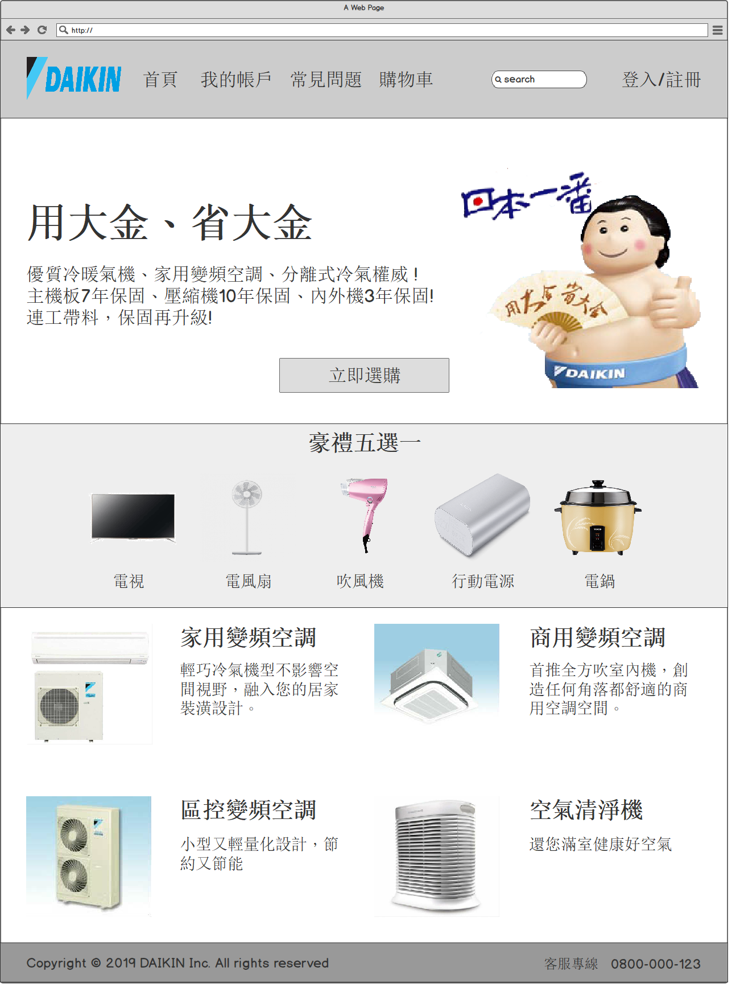 A Web Page
http://
DAIKIN 首頁 我的帳戶 常見問題 購物車 search 登入/註冊
日本一番
用大金、省大金
優質冷暖氣機、家用變頻空調、分離式冷氣權威！
主機板7年保固、壓縮機10年保固、內外機3年保固!
連工帶料，保固再升級!
用大金省大金
DAIKIN
立即選購
豪禮五選一
TECO
電視 電風扇 吹風機 行動電源 電鍋
家用變頻空調
輕巧冷氣機型不影響空
間視野，融入您的居家
裝潢設計。
商用變頻空調
首推全方吹室內機，創
造任何角落都舒適的商
用空調空間。
區控變頻空調
小型又輕量化設計，節
約又節能
空氣清淨機
還您滿室健康好空氣
Copyright © 2019 DAIKIN Inc. All rights reserved 客服專線 0800-000-123